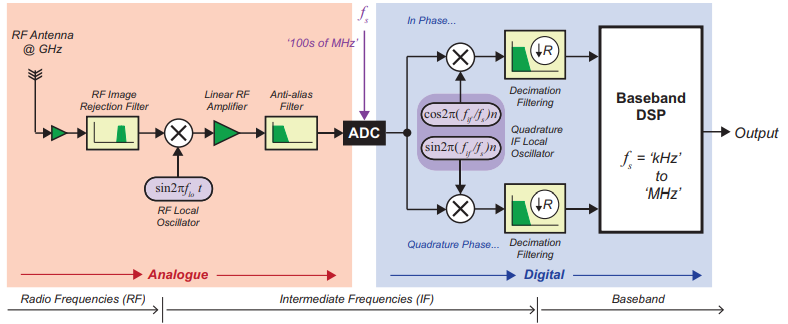 RF Antenna
@ GHz
RF Image
Rejection Filter
sin2πf_lo t
RF Local
Oscillator
Linear RF
Amplifier
Anti-alias
Filter
f_s
‘100s of MHz’
ADC
In Phase...
↓R
Decimation
Filtering
cos2π(f_if/f_s)n
sin2π(f_if/f_s)n
Quadrature
IF Local
Oscillator
Quadrature Phase...
↓R
Decimation
Filtering
Baseband
DSP
f_s = ‘kHz’
to
‘MHz’
Output
Analogue
Digital
Radio Frequencies (RF)
Intermediate Frequencies (IF)
Baseband